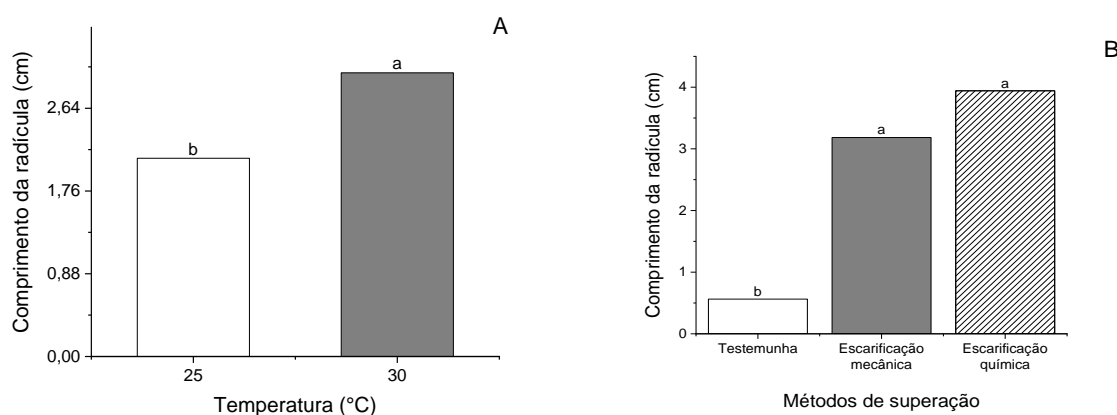 A
Comprimento da radícula (cm)
2,64
1,76
0,88
0,00
b
a
25
30
Temperatura (°C)
B
Comprimento da radícula (cm)
4
3
2
1
0
b
a
a
Testemunha
Escarificação
mecânica
Escarificação
química
Métodos de superação